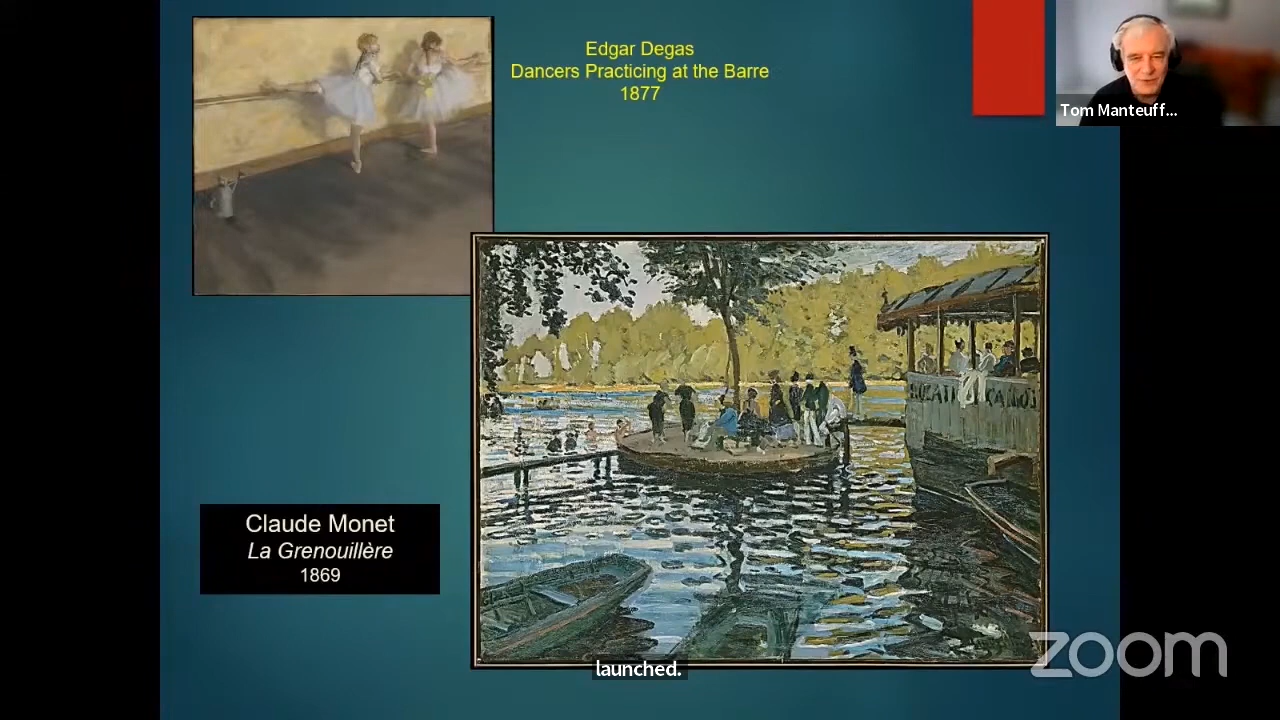 Edgar Degas
Dancers Practicing at the Barre
1877
Tom Manteuff...
Claude Monet
La Grenouillère
1869
launched.
zoom